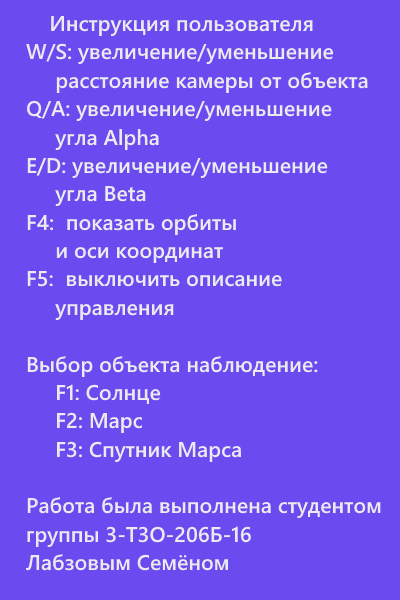 Инструкция пользователя
W/S: увеличение/уменьшение
расстояние камеры от объекта
Q/A: увеличение/уменьшение
угла Alpha
E/D: увеличение/уменьшение
угла Beta
F4: показать орбиты
и оси координат
F5: выключить описание
управления
Выбор объекта наблюдение:
F1: Солнце
F2: Марс
F3: Спутник Марса
Работа была выполнена студентом
группы 3-ТЗО-206Б-16
Лабзовым Семёном